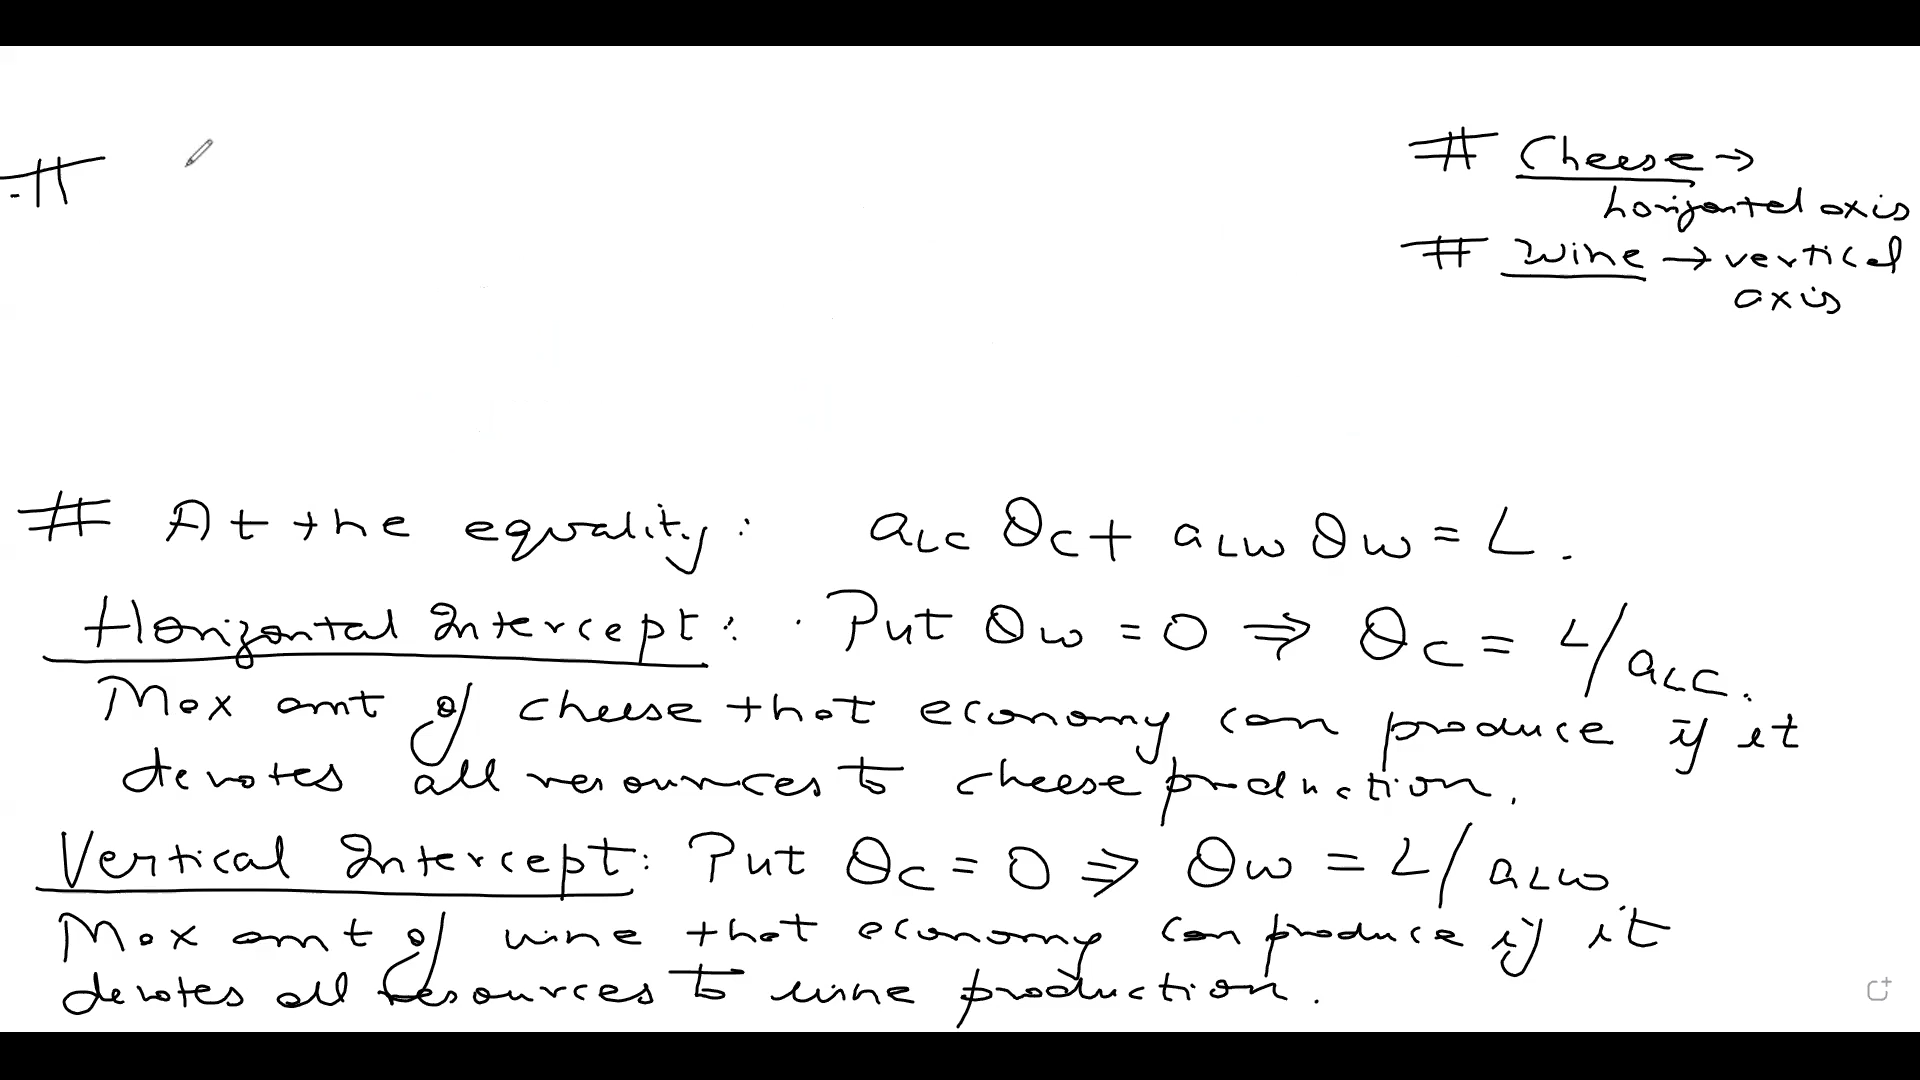 #
# Cheese →
horizontal axis
# Wine → vertical
axis
# At the equality: aLC QC + aLW QW = L.
Horizontal Intercept: Put QW = 0 ⇒ QC = L/aLC.
Max amt of cheese that economy can produce if it
devotes all resources to cheese production.
Vertical Intercept: Put QC = 0 ⇒ QW = L/aLW.
Max amt of wine that economy can produce if it
devotes all resources to wine production.